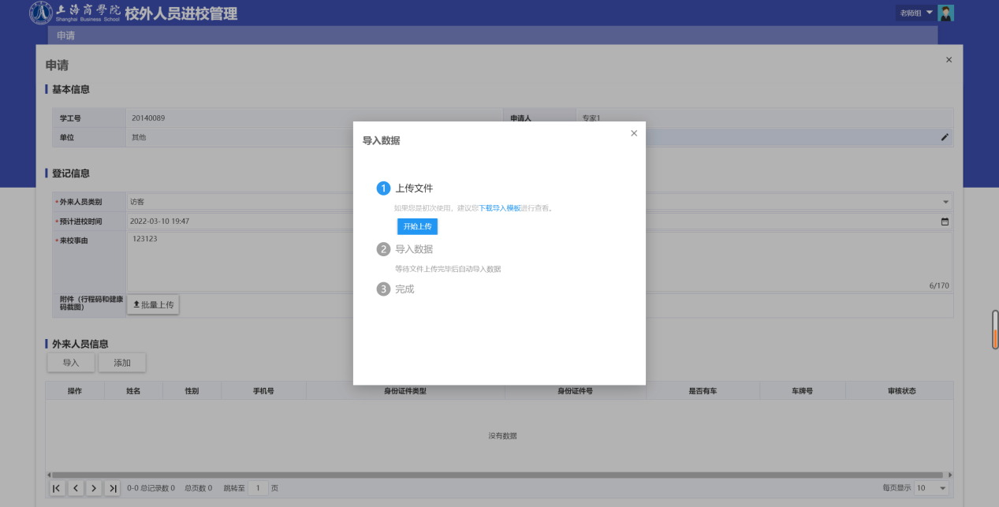 上海商學院
Shanghai Business School
校外人员进校管理
老师组
申请
申请
基本信息
学工号 20140089 申请人 专家1
单位 其他
登记信息
*外来人员类别 访客
*预计进校时间 2022-03-10 19:47
*来校事由 123123
6/170
附件（行程码和健康
码截图）
批量上传
外来人员信息
导入 添加
操作 姓名 性别 手机号 身份证件类型 身份证件号 是否有车 车牌号 审核状态
没有数据
0-0 总记录数 0 总页数 0 跳转至 1 页 每页显示 10
导入数据
1 上传文件
如果您是初次使用，建议您下载导入模板进行查看。
开始上传
2 导入数据
等待文件上传完毕后自动导入数据
3 完成